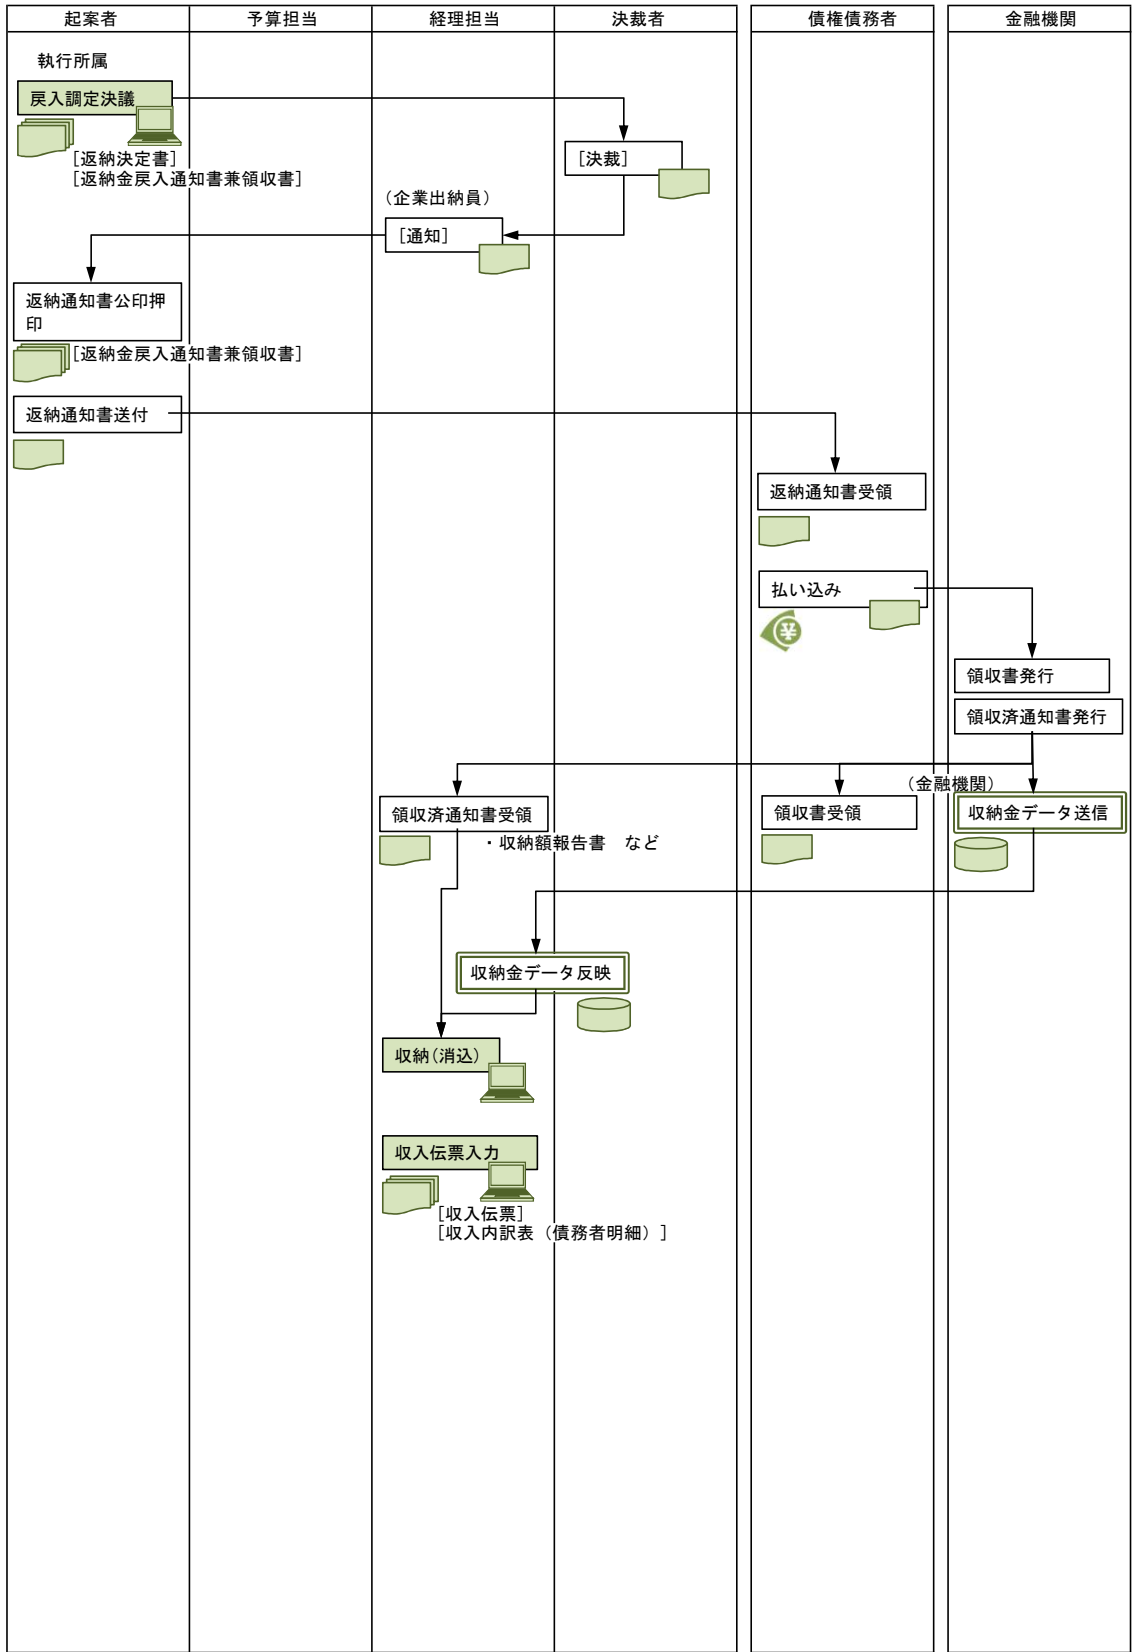 起案者
予算担当
経理担当
決裁者
債権債務者
金融機関
執行所属
戻入調定決議
[返納決定書]
[返納金戻入通知書兼領収書]
[決裁]
(企業出納員)
[通知]
返納通知書公印押
印
[返納金戻入通知書兼領収書]
返納通知書送付
返納通知書受領
払い込み
領収書発行
領収済通知書発行
(金融機関)
領収済通知書受領
領収書受領
収納金データ送信
・収納額報告書　など
収納金データ反映
収納(消込)
収入伝票入力
[収入伝票]
[収入内訳表（債務者明細）]